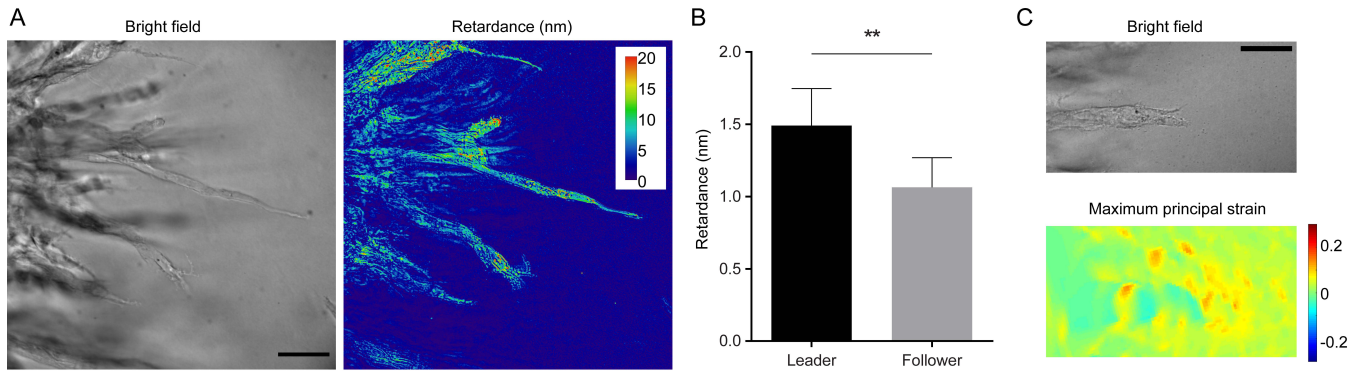 A
Bright field
Retardance (nm)
20
15
10
5
0
B
**
Retardance (nm)
2.0
1.5
1.0
0.5
0.0
Leader
Follower
C
Bright field
Maximum principal strain
0.2
0
-0.2